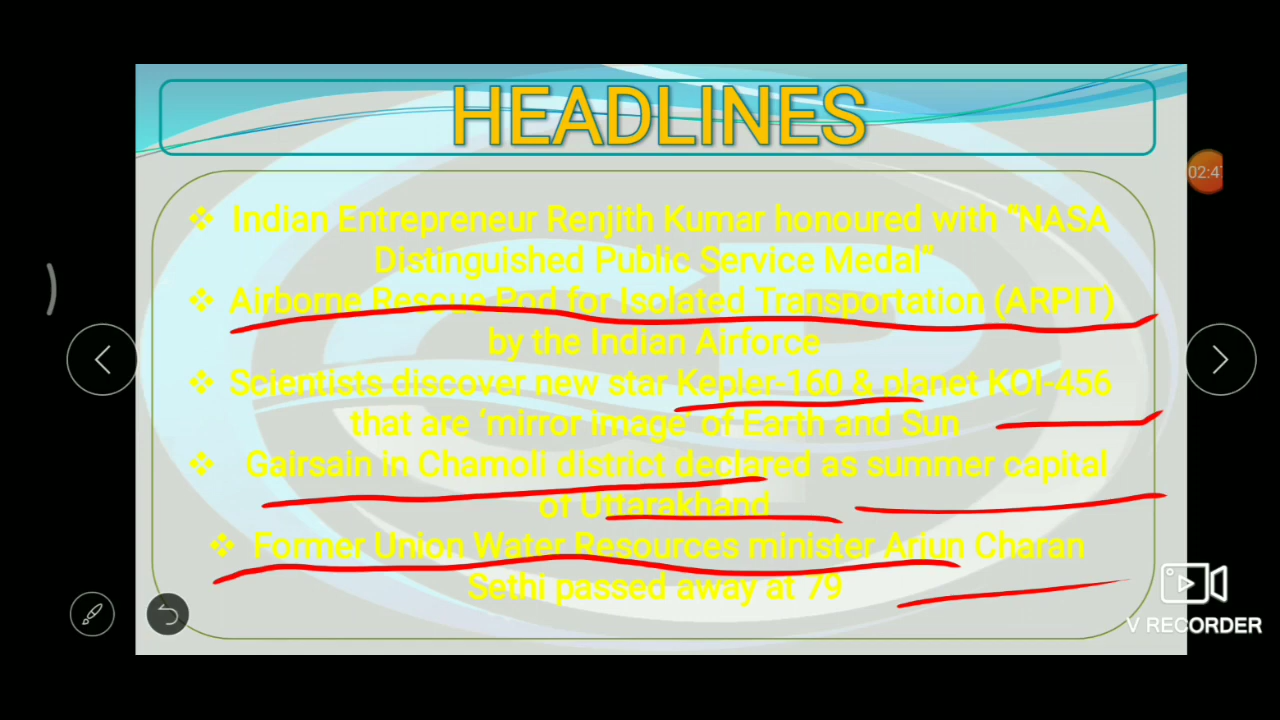 HEADLINES
❖ Indian Entrepreneur Renjith Kumar honoured with “NASA
Distinguished Public Service Medal”
❖ Airborne Rescue Pod for Isolated Transportation (ARPIT)
by the Indian Airforce
❖ Scientists discover new star Kepler-160 & planet KOI-456
that are ‘mirror image’ of Earth and Sun
❖ Gairsain in Chamoli district declared as summer capital
of Uttarakhand
❖ Former Union Water Resources minister Arjun Charan
Sethi passed away at 79
V RECORDER